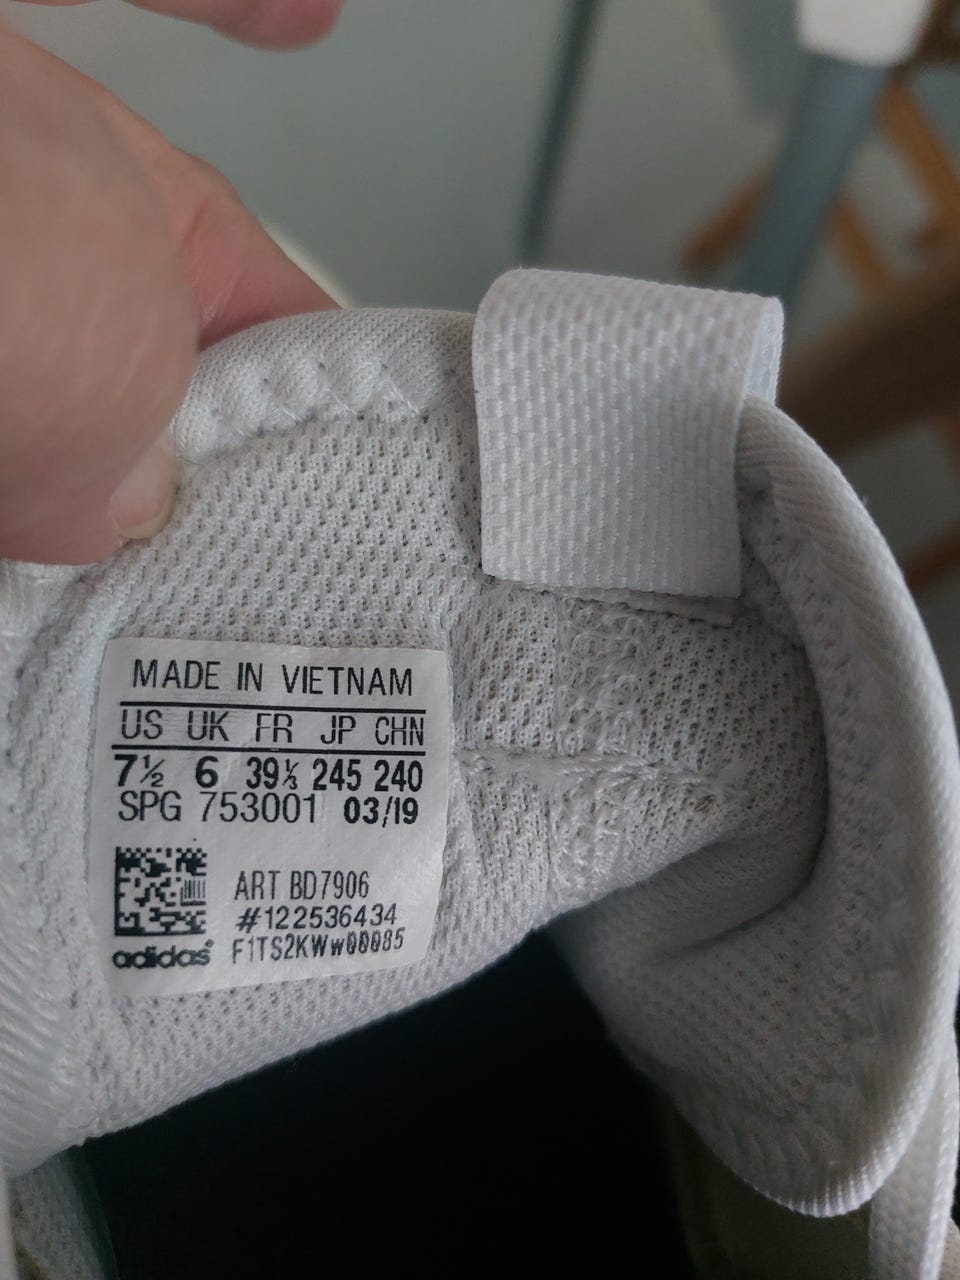 MADE IN VIETNAM
US UK FR JP CHN
7½ 6 39⅓ 245 240
SPG 753001 03/19
ART BD7906
#122536434
adidas® F1TS2KWw00085